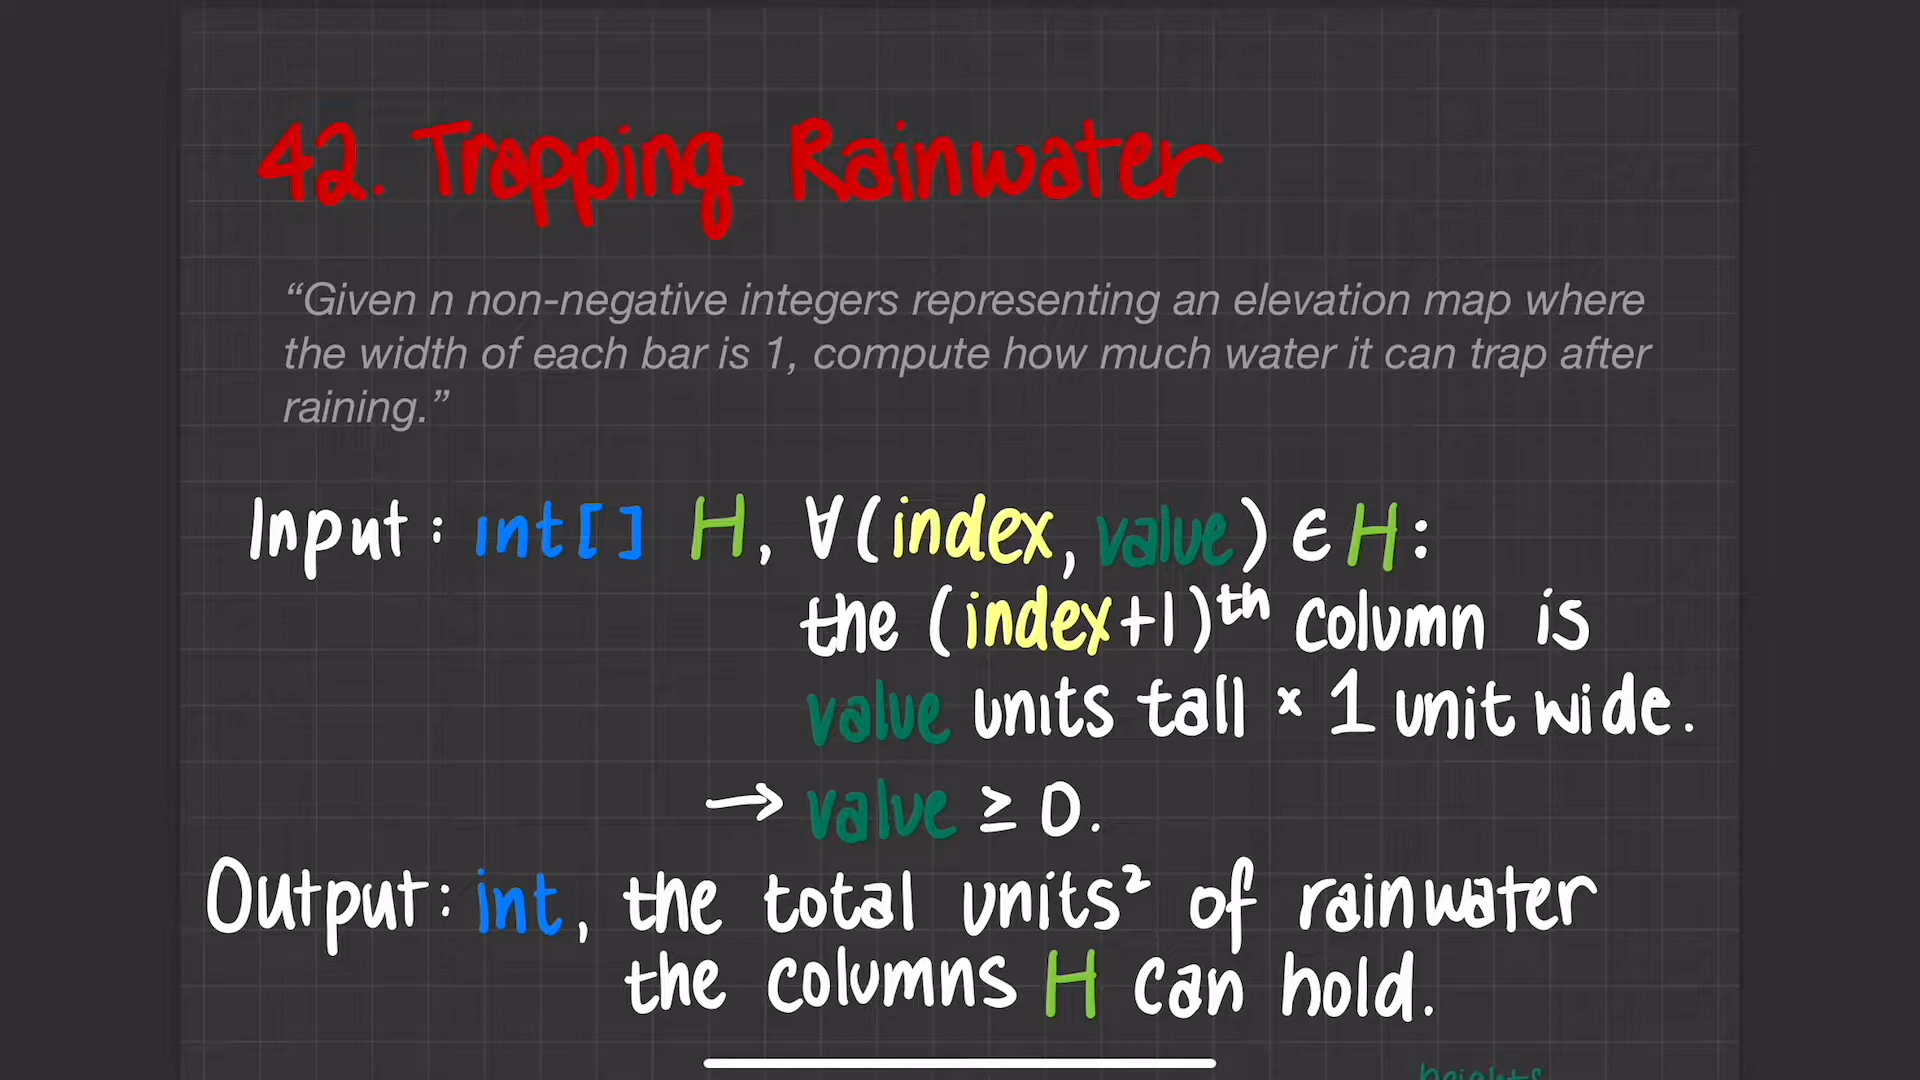 42. Trapping Rainwater
“Given n non-negative integers representing an elevation map where
the width of each bar is 1, compute how much water it can trap after
raining.”
Input: int[] H, ∀(index, value) ∈ H:
the (index+1)th column is
value units tall × 1 unit wide.
→ value ≥ 0.
Output: int, the total units² of rainwater
the columns H can hold.
heights